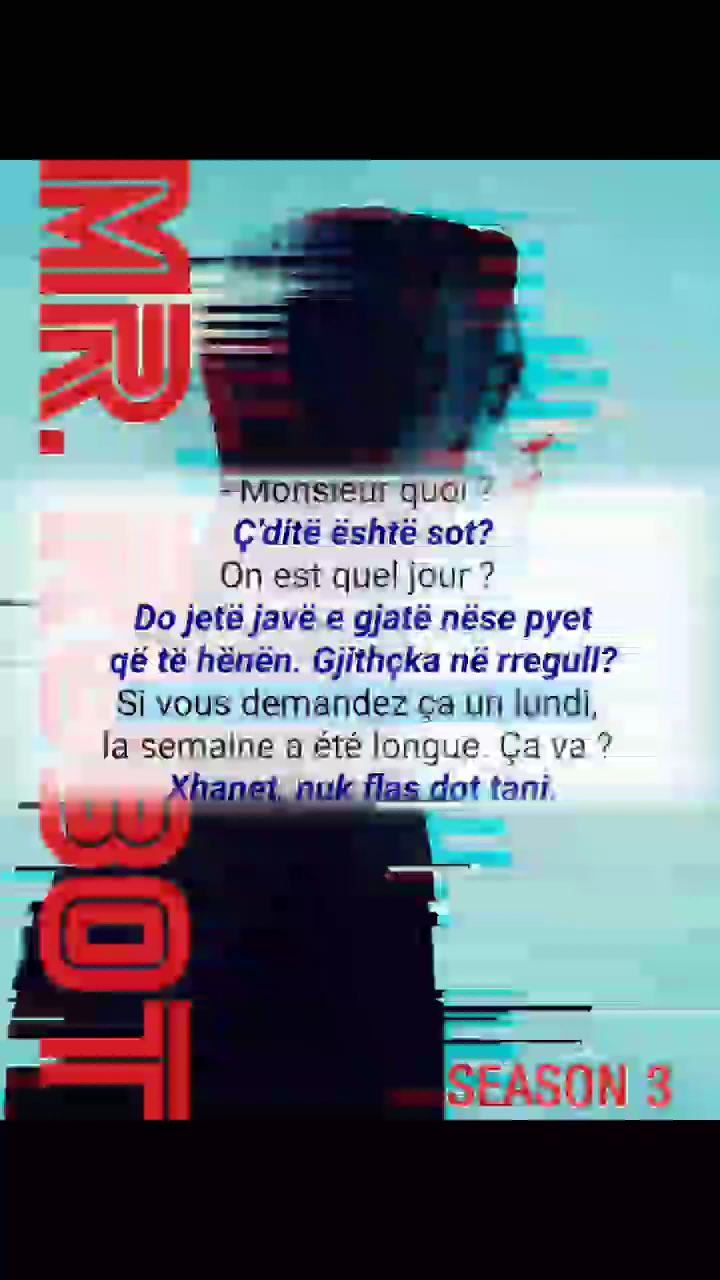 MR. ROBOT
- Monsieur quoi ?
Ç'ditë është sot?
On est quel jour ?
Do jetë javë e gjatë nëse pyet
që të hënën. Gjithçka në rregull?
Si vous demandez ça un lundi,
la semaine a été longue. Ça va ?
Xhanet, nuk flas dot tani.
SEASON 3